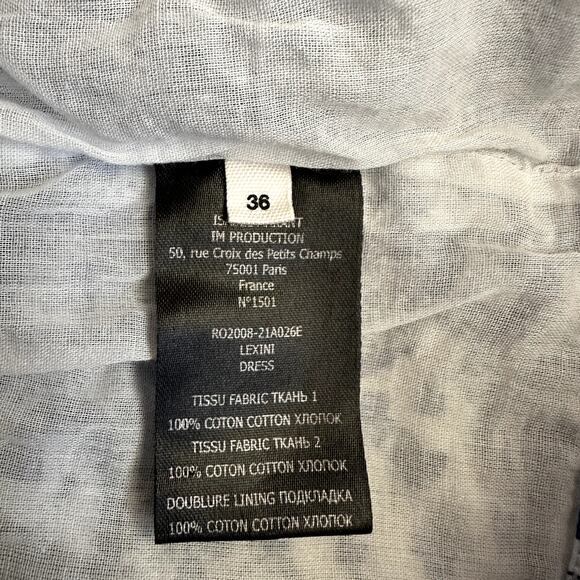 36
IM PRODUCTION
50, rue Croix des Petits Champs
75001 Paris
France
N°1501
RO2008-21A026E
LEXINI
DRESS
TISSU FABRIC ТКАНЬ 1
100% COTON COTTON ХЛОПОК
TISSU FABRIC ТКАНЬ 2
100% COTON COTTON ХЛОПОК
DOUBLURE LINING ПОДКЛАДКА
100% COTON COTTON ХЛОПОК